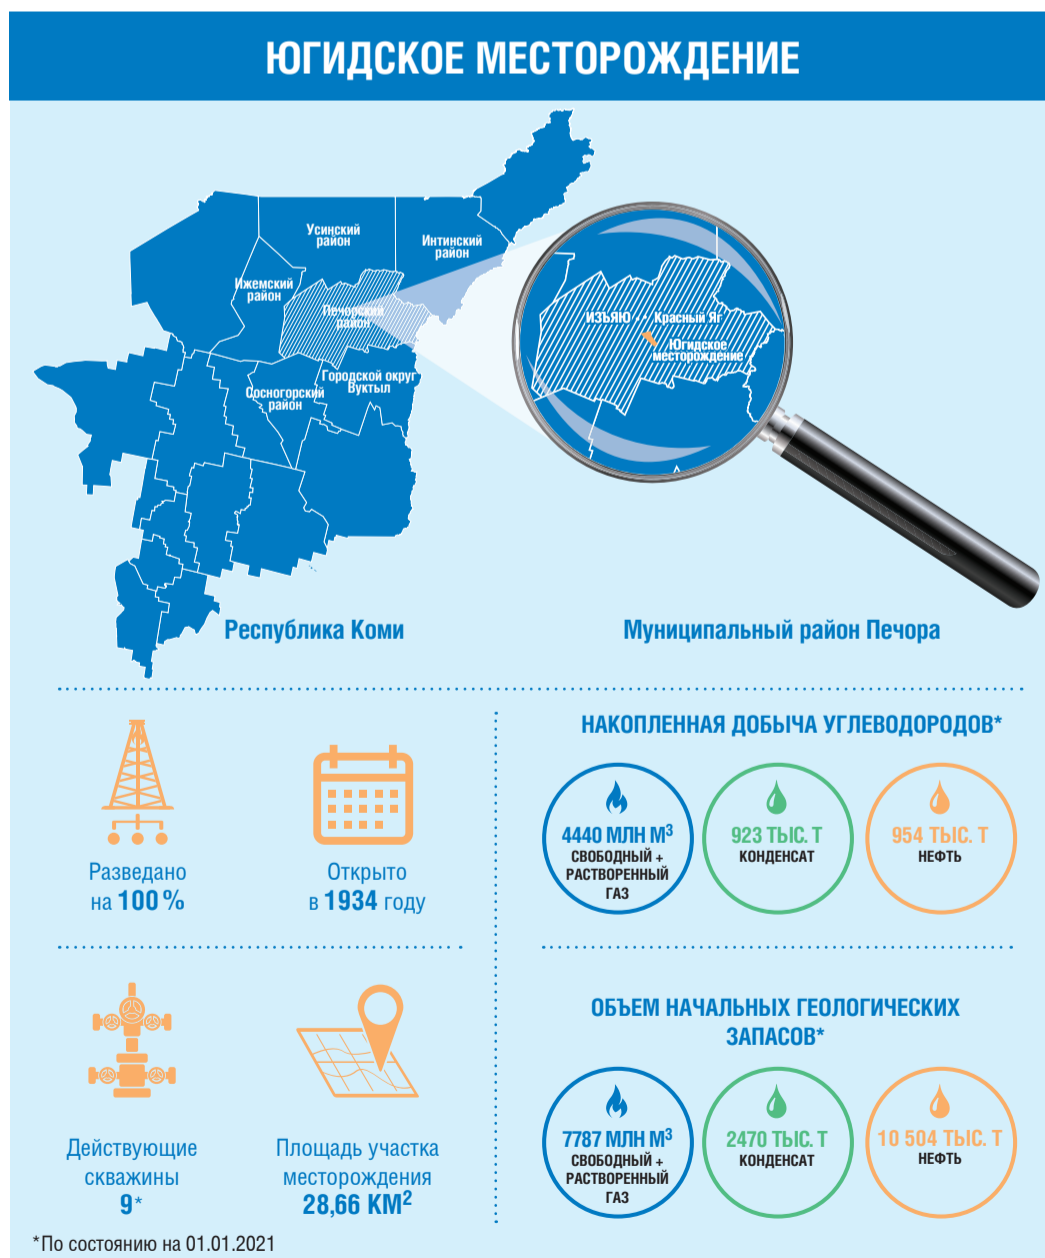 ЮГИДСКОЕ МЕСТОРОЖДЕНИЕ
Усинский
район
Интинский
район
Ижемский
район
Печорский
район
Городской округ
Вуктыл
Сосногорский
район
ИЗЪЯЮ
Красный Яг
Югидское
месторождение
Республика Коми
Муниципальный район Печора
Разведано
на 100 %
Открыто
в 1934 году
Действующие
скважины
9*
Площадь участка
месторождения
28,66 КМ²
НАКОПЛЕННАЯ ДОБЫЧА УГЛЕВОДОРОДОВ*
4440 МЛН М³
СВОБОДНЫЙ +
РАСТВОРЕННЫЙ
ГАЗ
923 ТЫС. Т
КОНДЕНСАТ
954 ТЫС. Т
НЕФТЬ
ОБЪЕМ НАЧАЛЬНЫХ ГЕОЛОГИЧЕСКИХ
ЗАПАСОВ*
7787 МЛН М³
СВОБОДНЫЙ +
РАСТВОРЕННЫЙ
ГАЗ
2470 ТЫС. Т
КОНДЕНСАТ
10 504 ТЫС. Т
НЕФТЬ
*По состоянию на 01.01.2021